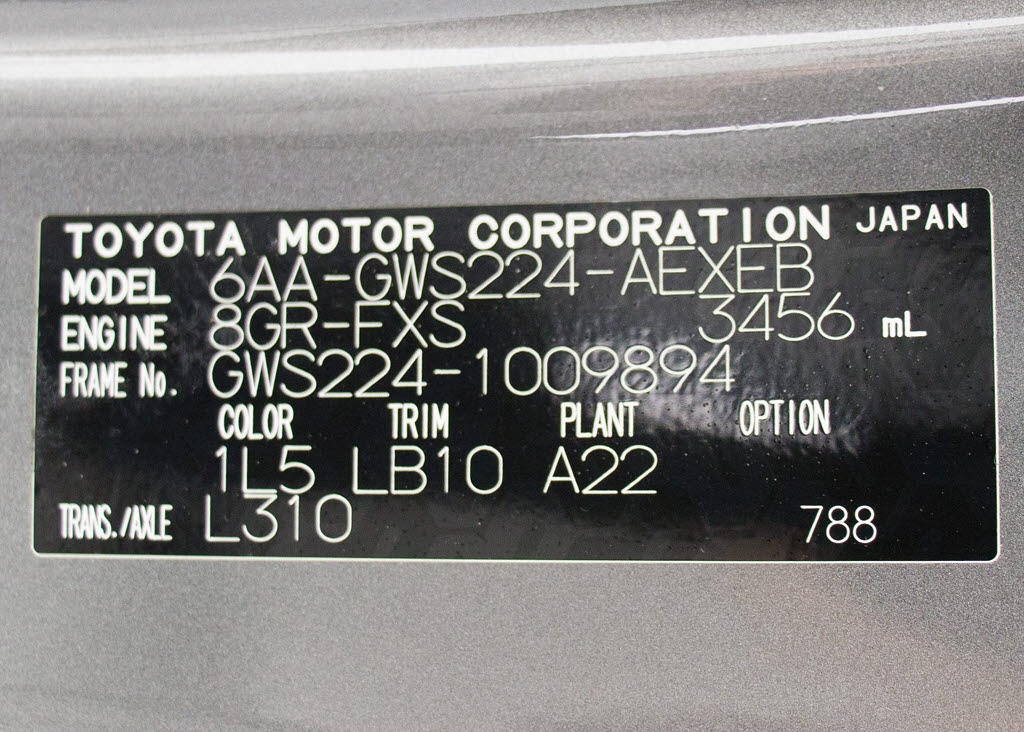 TOYOTA MOTOR CORPORATION JAPAN
MODEL 6AA-GWS224-AEXEB
ENGINE 8GR-FXS 3456 mL
FRAME No. GWS224-1009894
COLOR TRIM PLANT OPTION
1L5 LB10 A22
TRANS./AXLE L310 788